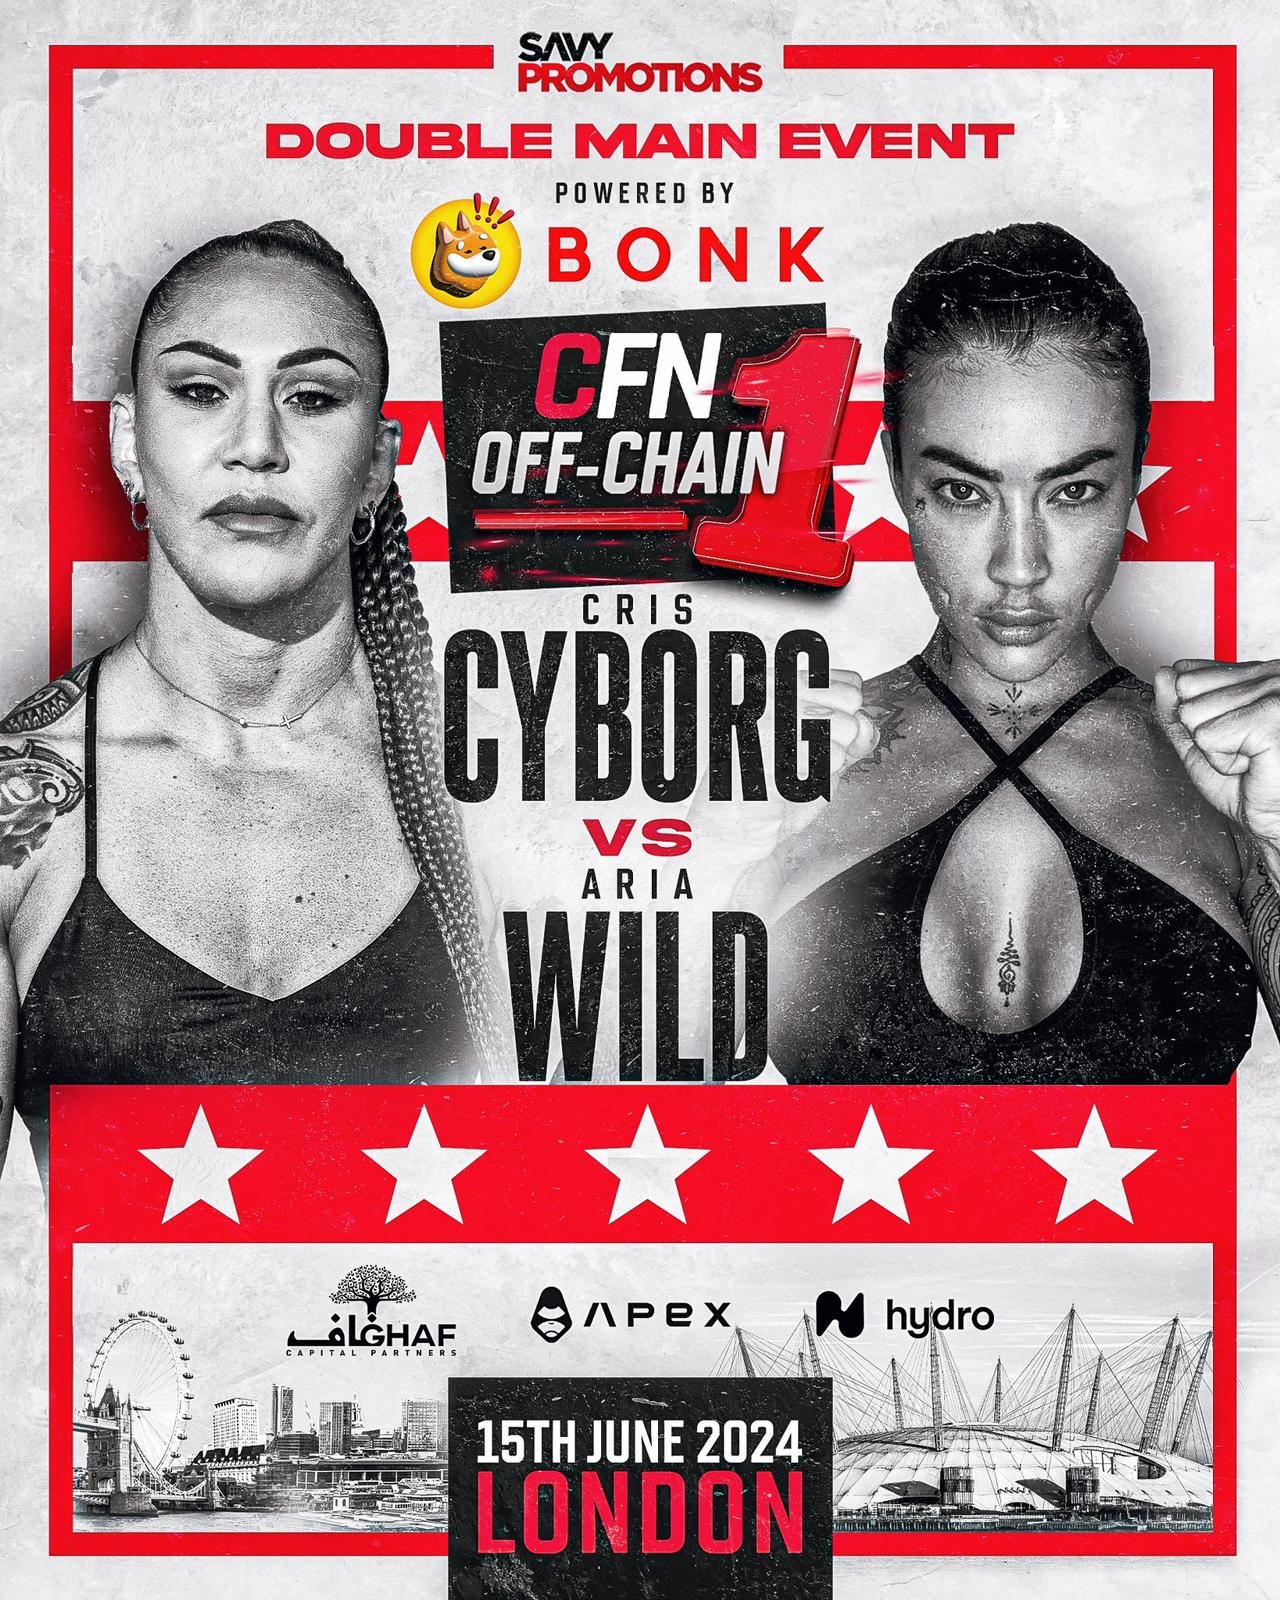 SAVY
PROMOTIONS
DOUBLE MAIN EVENT
POWERED BY
BONK
CFN
OFF-CHAIN 1
CRIS
CYBORG
VS
ARIA
WILD
غاف GHAF
CAPITAL PARTNERS
APEX
hydro
15TH JUNE 2024
LONDON